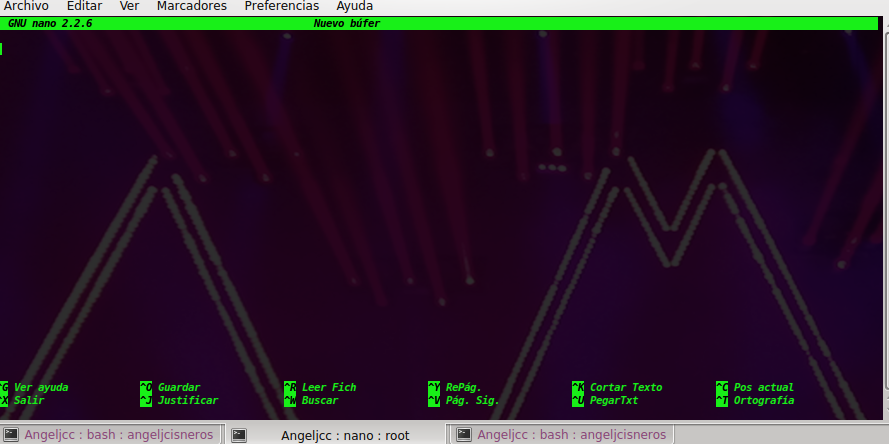 Archivo Editar Ver Marcadores Preferencias Ayuda
GNU nano 2.2.6 Nuevo búfer
^G Ver ayuda ^O Guardar ^R Leer Fich ^Y RePág. ^K Cortar Texto ^C Pos actual
^X Salir ^J Justificar ^W Buscar ^V Pág. Sig. ^U PegarTxt ^T Ortografía
Angeljcc : bash : angeljcisneros Angeljcc : nano : root Angeljcc : bash : angeljcisneros